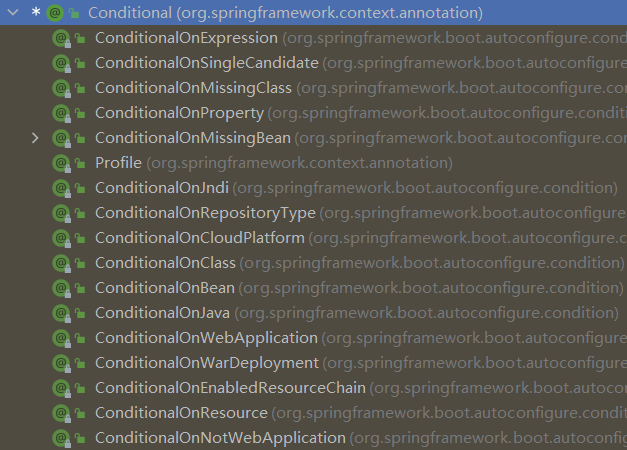 Conditional (org.springframework.context.annotation)
ConditionalOnExpression (org.springframework.boot.autoconfigure.cond
ConditionalOnSingleCandidate (org.springframework.boot.autoconfigure
ConditionalOnMissingClass (org.springframework.boot.autoconfigure.co
ConditionalOnProperty (org.springframework.boot.autoconfigure.condit
ConditionalOnMissingBean (org.springframework.boot.autoconfigure.co
Profile (org.springframework.context.annotation)
ConditionalOnJndi (org.springframework.boot.autoconfigure.condition)
ConditionalOnRepositoryType (org.springframework.boot.autoconfigure
ConditionalOnCloudPlatform (org.springframework.boot.autoconfigure.c
ConditionalOnClass (org.springframework.boot.autoconfigure.condition)
ConditionalOnBean (org.springframework.boot.autoconfigure.condition)
ConditionalOnJava (org.springframework.boot.autoconfigure.condition)
ConditionalOnWebApplication (org.springframework.boot.autoconfigure
ConditionalOnWarDeployment (org.springframework.boot.autoconfigure
ConditionalOnEnabledResourceChain (org.springframework.boot.autoco
ConditionalOnResource (org.springframework.boot.autoconfigure.condit
ConditionalOnNotWebApplication (org.springframework.boot.autoconfi